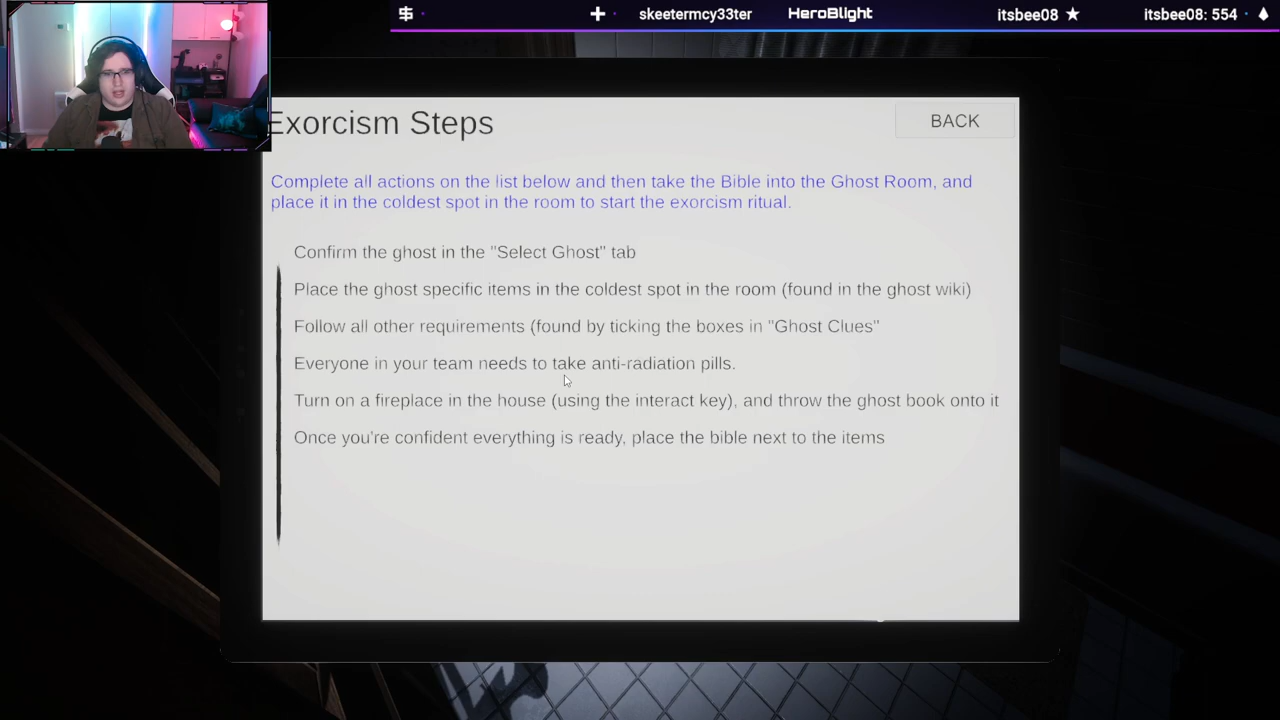 skeetermcy33ter HeroBlight itsbee08 ★ itsbee08: 554
Exorcism Steps
BACK
Complete all actions on the list below and then take the Bible into the Ghost Room, and
place it in the coldest spot in the room to start the exorcism ritual.
Confirm the ghost in the "Select Ghost" tab
Place the ghost specific items in the coldest spot in the room (found in the ghost wiki)
Follow all other requirements (found by ticking the boxes in "Ghost Clues"
Everyone in your team needs to take anti-radiation pills.
Turn on a fireplace in the house (using the interact key), and throw the ghost book onto it
Once you're confident everything is ready, place the bible next to the items